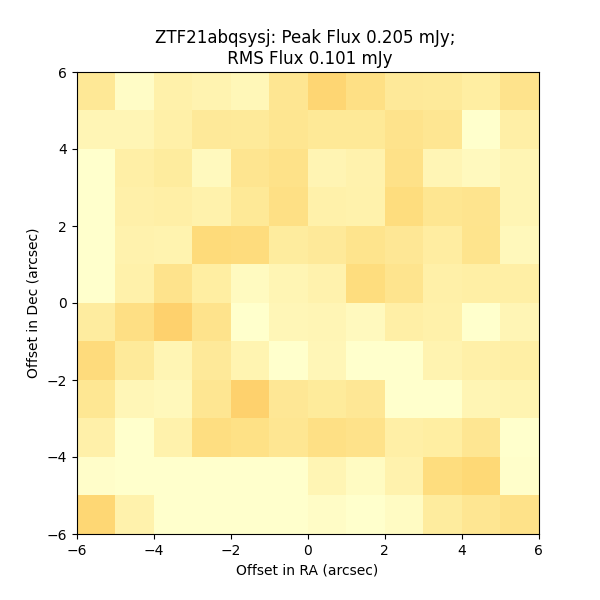 ZTF21abqsysj: Peak Flux 0.205 mJy;
RMS Flux 0.101 mJy
6
4
2
0
−2
−4
−6
Offset in Dec (arcsec)
−6 −4 −2 0 2 4 6
Offset in RA (arcsec)